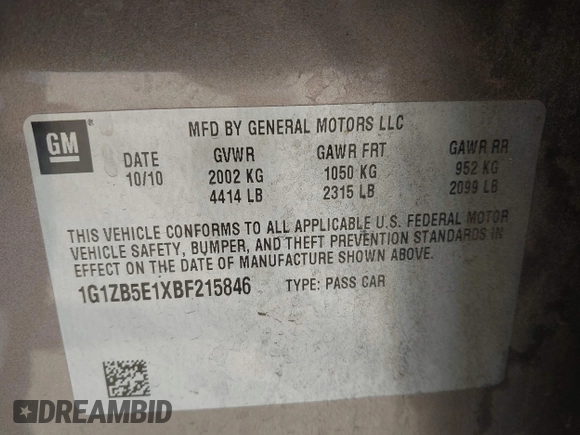 GM
MFD BY GENERAL MOTORS LLC
DATE GVWR GAWR FRT GAWR RR
10/10 2002 KG 1050 KG 952 KG
4414 LB 2315 LB 2099 LB
THIS VEHICLE CONFORMS TO ALL APPLICABLE U.S. FEDERAL MOTOR
VEHICLE SAFETY, BUMPER, AND THEFT PREVENTION STANDARDS IN
EFFECT ON THE DATE OF MANUFACTURE SHOWN ABOVE.
1G1ZB5E1XBF215846 TYPE: PASS CAR
DREAMBID